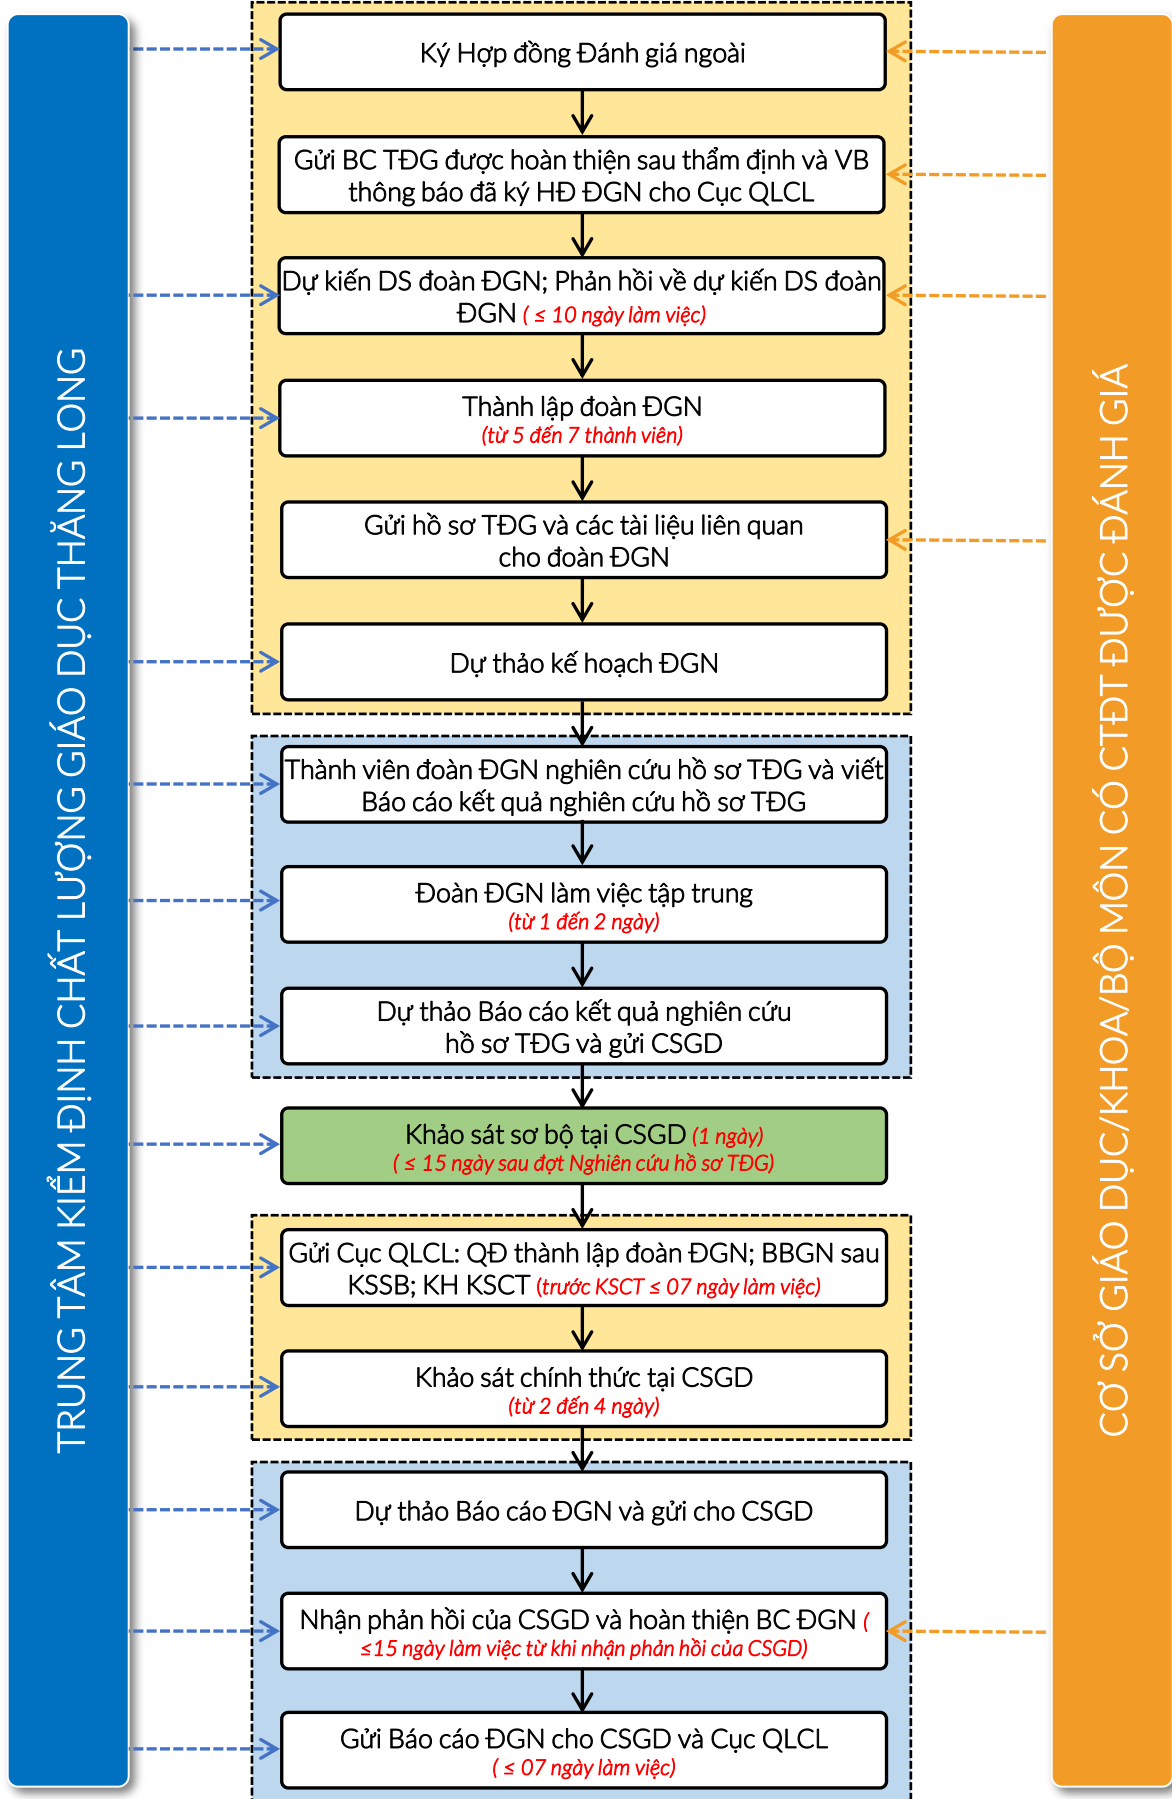 TRUNG TÂM KIỂM ĐỊNH CHẤT LƯỢNG GIÁO DỤC THĂNG LONG
Ký Hợp đồng Đánh giá ngoài
Gửi BC TĐG được hoàn thiện sau thẩm định và VB
thông báo đã ký HĐ ĐGN cho Cục QLCL
Dự kiến DS đoàn ĐGN; Phản hồi về dự kiến DS đoàn
ĐGN ( ≤ 10 ngày làm việc)
Thành lập đoàn ĐGN
(từ 5 đến 7 thành viên)
Gửi hồ sơ TĐG và các tài liệu liên quan
cho đoàn ĐGN
Dự thảo kế hoạch ĐGN
Thành viên đoàn ĐGN nghiên cứu hồ sơ TĐG và viết
Báo cáo kết quả nghiên cứu hồ sơ TĐG
Đoàn ĐGN làm việc tập trung
(từ 1 đến 2 ngày)
Dự thảo Báo cáo kết quả nghiên cứu
hồ sơ TĐG và gửi CSGD
Khảo sát sơ bộ tại CSGD (1 ngày)
( ≤ 15 ngày sau đợt Nghiên cứu hồ sơ TĐG)
Gửi Cục QLCL: QĐ thành lập đoàn ĐGN; BBGN sau
KSSB; KH KSCT (trước KSCT ≤ 07 ngày làm việc)
Khảo sát chính thức tại CSGD
(từ 2 đến 4 ngày)
Dự thảo Báo cáo ĐGN và gửi cho CSGD
Nhận phản hồi của CSGD và hoàn thiện BC ĐGN (
≤15 ngày làm việc từ khi nhận phản hồi của CSGD)
Gửi Báo cáo ĐGN cho CSGD và Cục QLCL
( ≤ 07 ngày làm việc)
CƠ SỞ GIÁO DỤC/KHOA/BỘ MÔN CÓ CTĐT ĐƯỢC ĐÁNH GIÁ